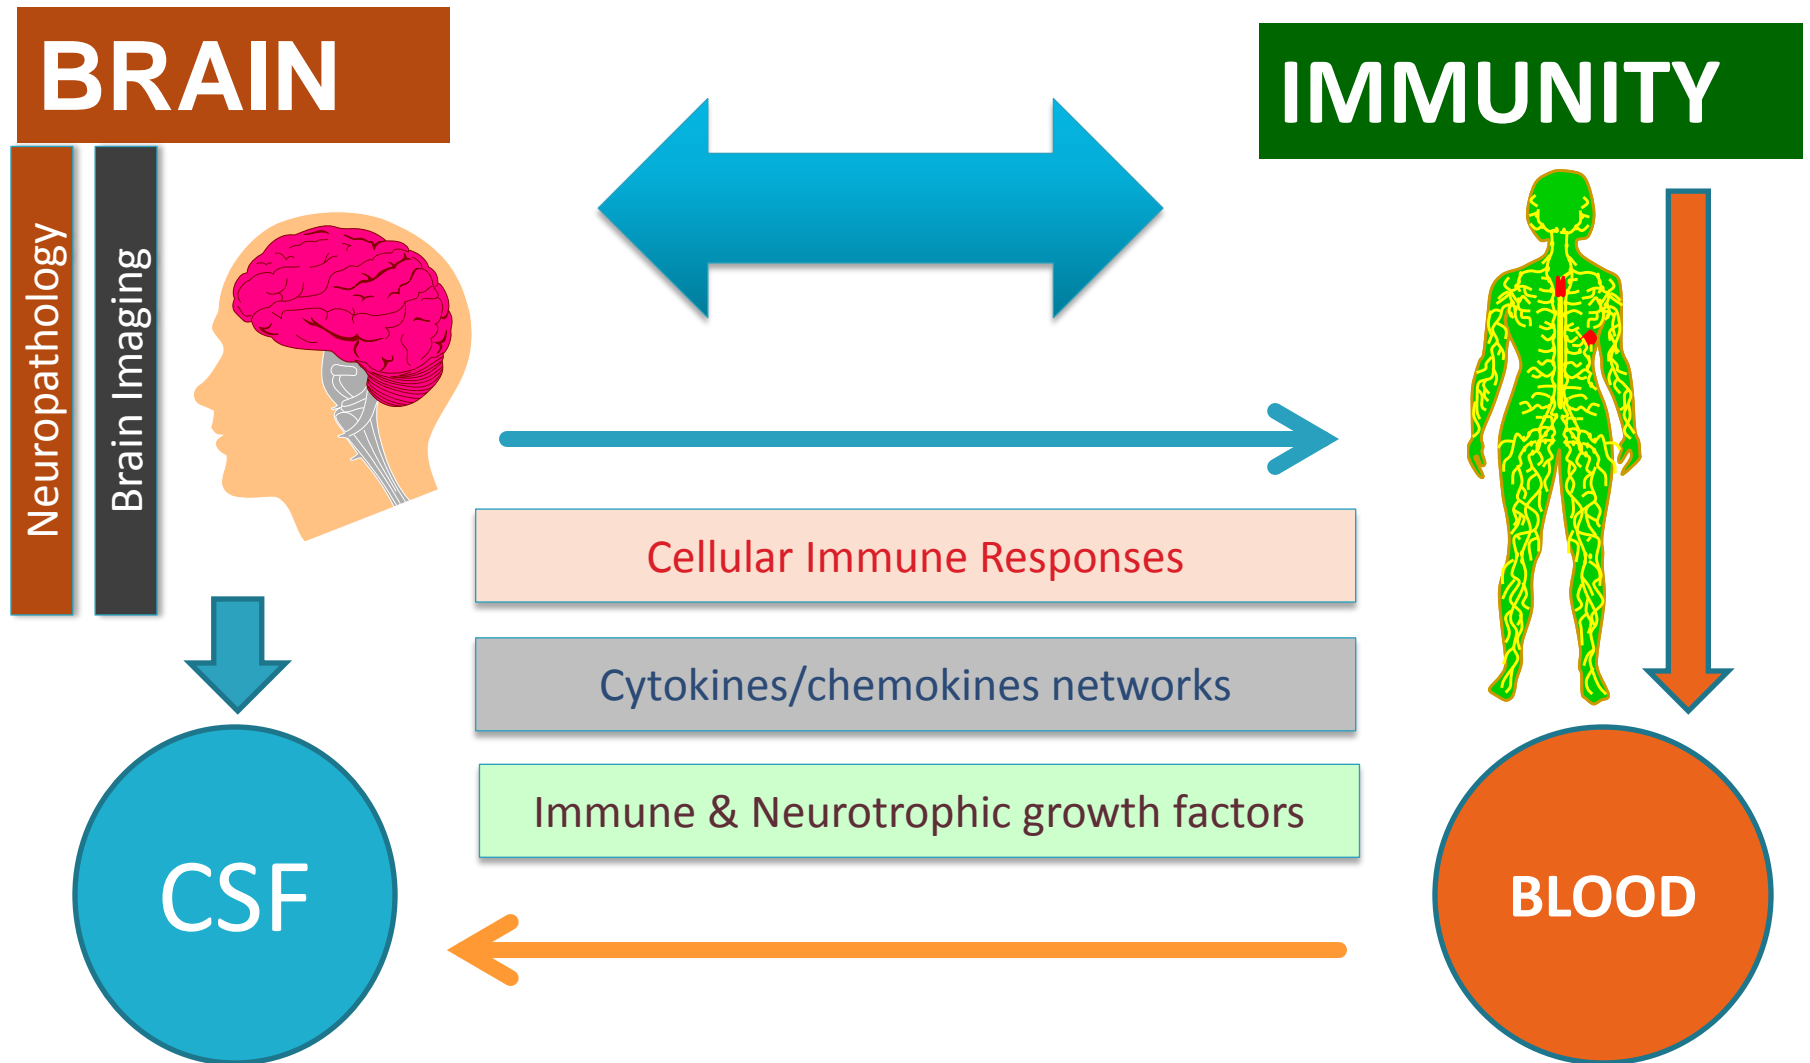 BRAIN
IMMUNITY
Neuropathology
Brain Imaging
Cellular Immune Responses
Cytokines/chemokines networks
Immune & Neurotrophic growth factors
CSF
BLOOD